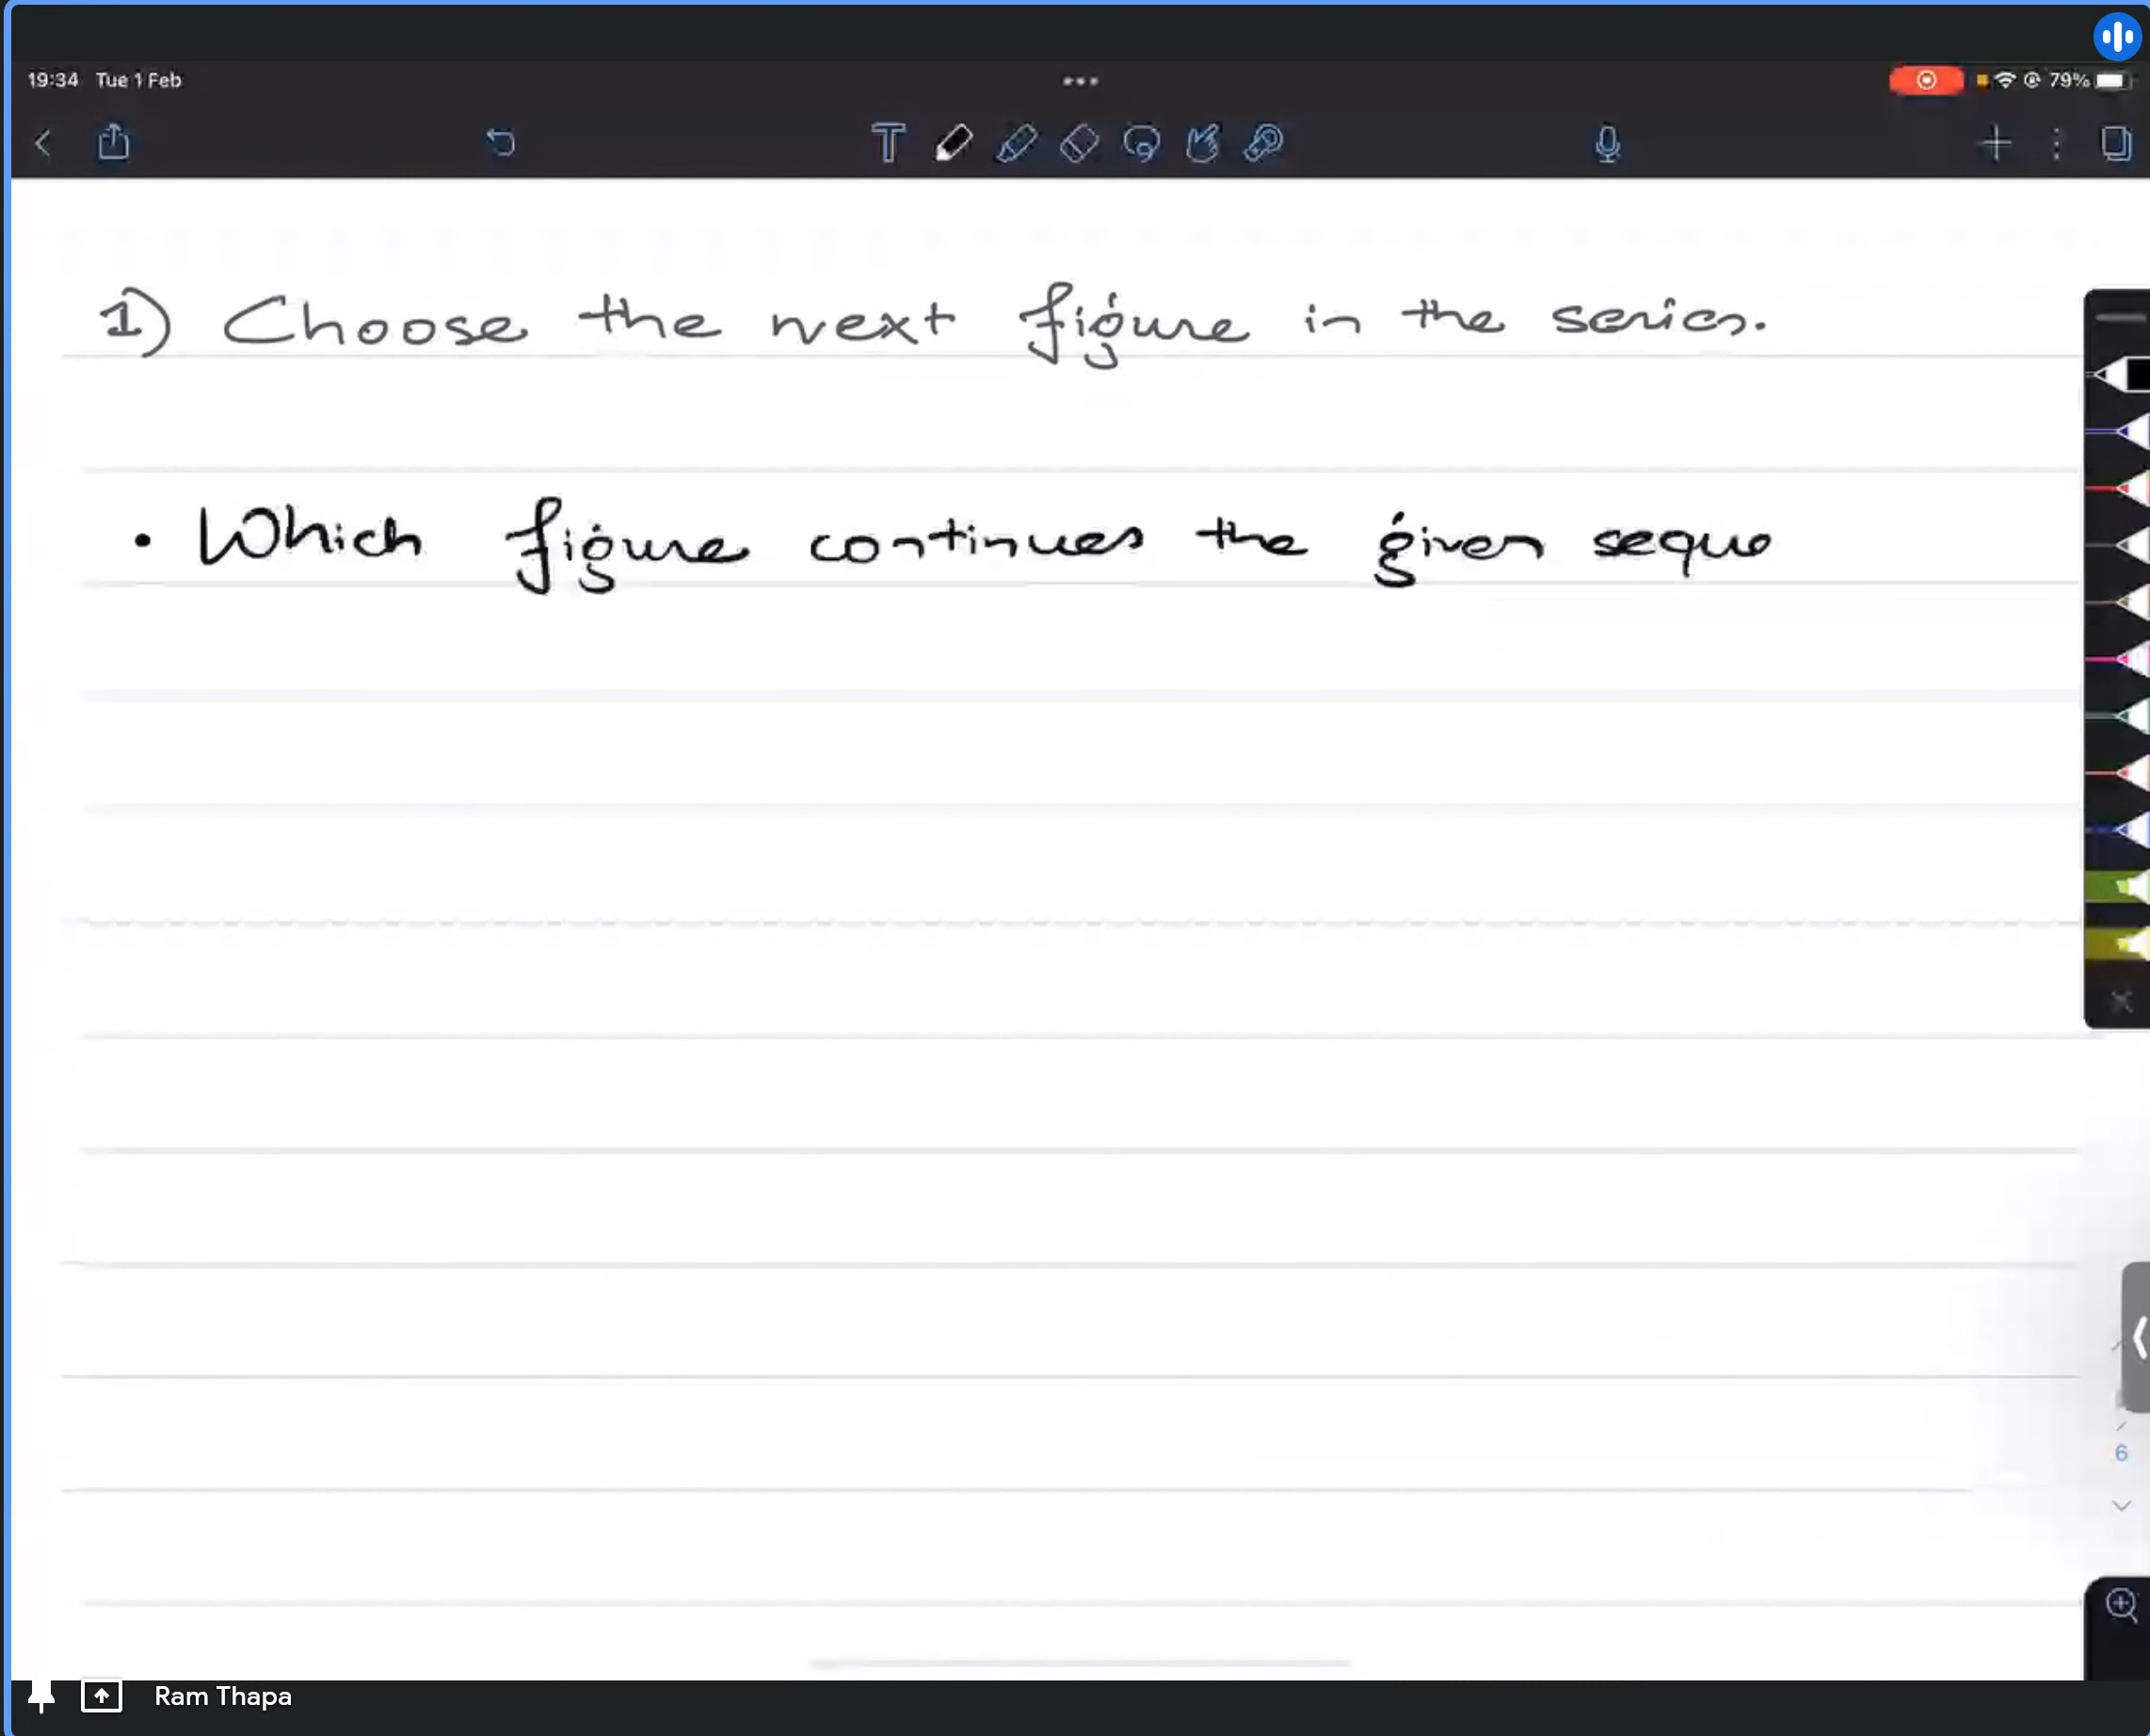 19:34 Tue 1 Feb
79%
1) Choose the next figure in the series.
• Which figure continues the given seque
6
Ram Thapa